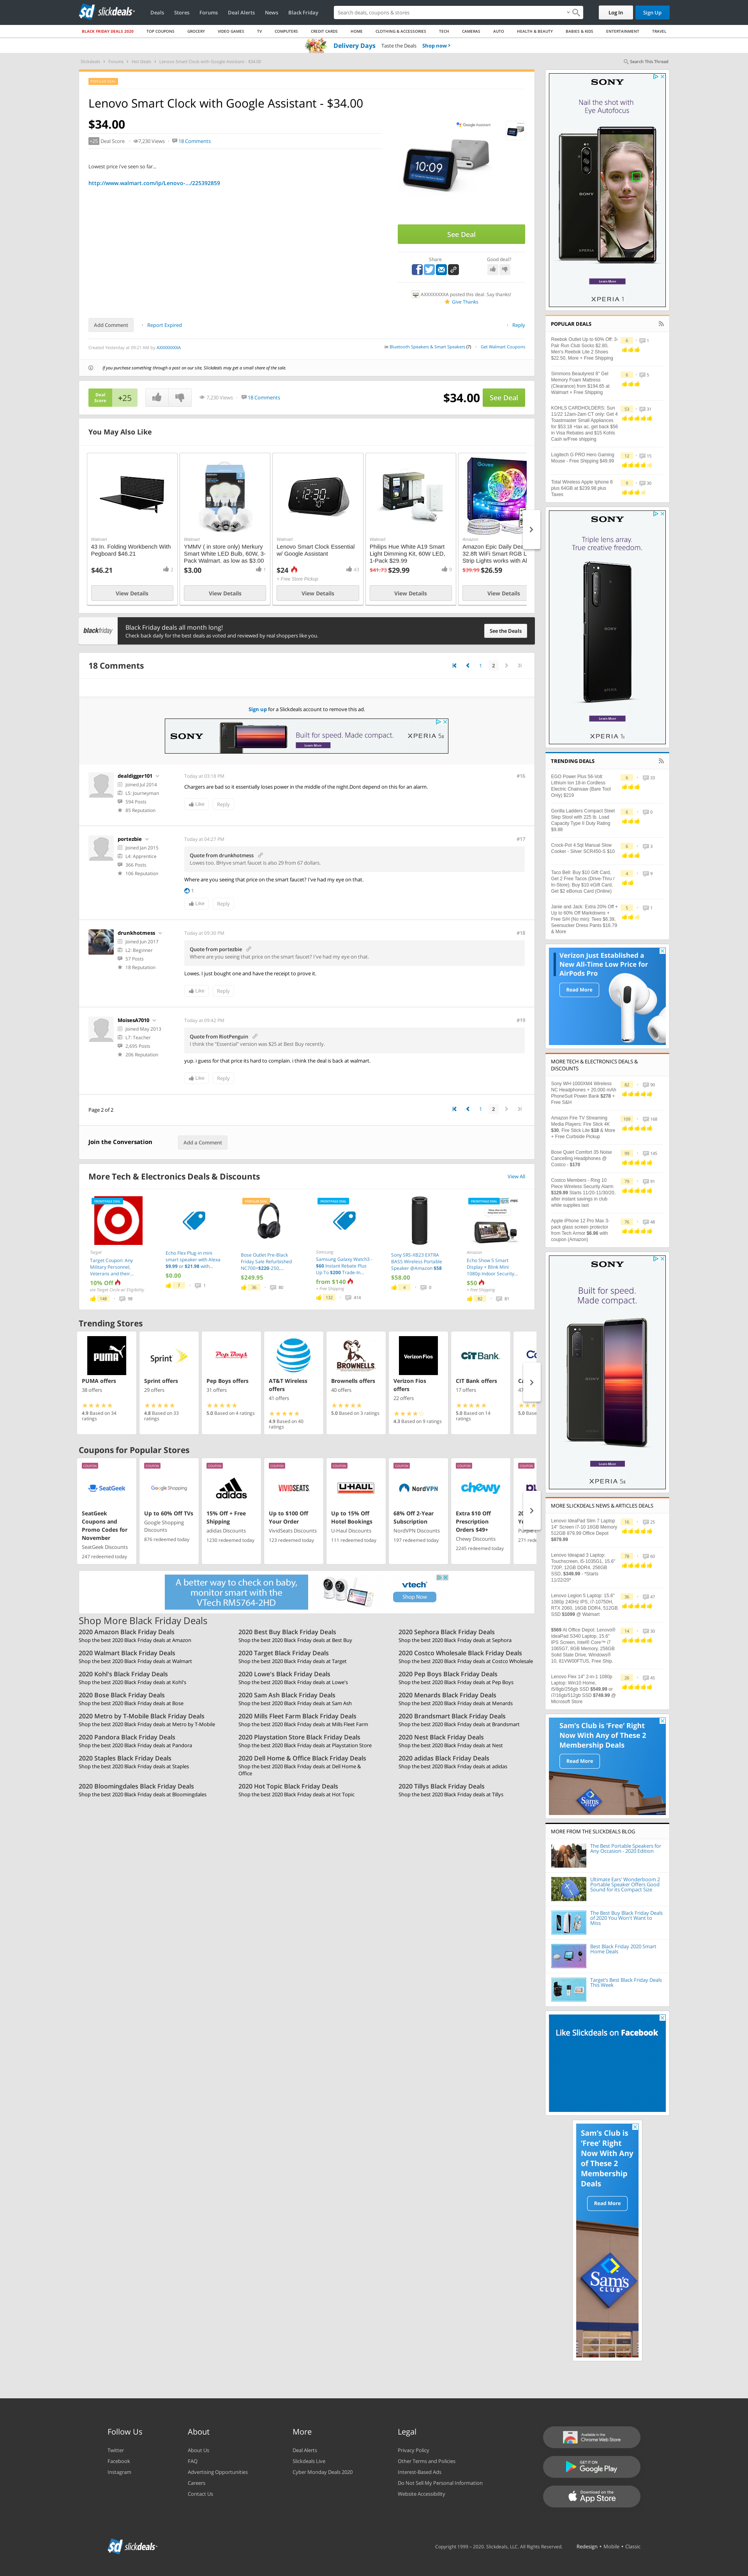 sd slickdeals
Deals Stores Forums Deal Alerts News Black Friday
Search deals, coupons & stores
Log In Sign Up
BLACK FRIDAY DEALS 2020 TOP COUPONS GROCERY VIDEO GAMES TV COMPUTERS CREDIT CARDS HOME CLOTHING & ACCESSORIES TECH CAMERAS AUTO HEALTH & BEAUTY BABIES & KIDS ENTERTAINMENT TRAVEL
Delivery Days Taste the Deals Shop now
Slickdeals > Forums > Hot Deals > Lenovo Smart Clock with Google Assistant - $34.00
Search This Thread
Lenovo Smart Clock with Google Assistant - $34.00
$34.00
+25 Deal Score 7,230 Views 18 Comments
Lowest price i've seen so far...
http://www.walmart.com/ip/Lenovo-.../225392859
Google Assistant
See Deal
Share
Good deal?
AXXXXXXXXA posted this deal. Say thanks!
Give Thanks
Add Comment Report Expired Reply
Bluetooth Speakers & Smart Speakers (?) Get Walmart Coupons
If you purchase something through a post on our site, Slickdeals may get a small share of the sale.
Deal Score +25
7,230 Views 18 Comments
$34.00 See Deal
You May Also Like
Walmart
43 In. Folding Workbench With Pegboard $46.21
$46.21 2
View Details
Walmart
YMMV ( in store only) Merkury Smart White LED Bulb, 60W, 3-Pack Walmart. as low as $3.00
$3.00
View Details
Walmart
Lenovo Smart Clock Essential w/ Google Assistant
$24
+ Free Store Pickup
View Details
Walmart
Philips Hue White A19 Smart Light Dimming Kit, 60W LED, 1-Pack $29.99
$41.73 $29.99
View Details
Amazon
Amazon Epic Daily Dea
32.8ft WiFi Smart RGB L
Strip Lights works with Al
$39.99 $26.59
View Details
blackfriday
Black Friday deals all month long!
Check back daily for the best deals as voted and reviewed by real shoppers like you.
See the Deals
18 Comments
1 2
Sign up for a Slickdeals account to remove this ad.
SONY Built for speed. Made compact. Learn More XPERIA 5II
dealdigger101
Joined Jul 2014
L5: Journeyman
594 Posts
85 Reputation
Today at 03:18 PM #16
Chargers are bad so it essentially loses power in the middle of the night.Dont depend on this for an alarm.
Like Reply
portezbie
Joined Jan 2015
L4: Apprentice
366 Posts
106 Reputation
Today at 04:27 PM #17
Quote from drunkhotmess
Lowes too. BHyve smart faucet is also 29 from 67 dollars.
Where are you seeing that price on the smart faucet? I've had my eye on that.
1
Like Reply
drunkhotmess
Joined Jun 2017
L2: Beginner
57 Posts
18 Reputation
Today at 09:30 PM #18
Quote from portezbie
Where are you seeing that price on the smart faucet? I've had my eye on that.
Lowes. I just bought one and have the receipt to prove it.
Like Reply
MoisesA7010
Joined May 2013
L7: Teacher
2,695 Posts
206 Reputation
Today at 09:42 PM #19
Quote from RiotPenguin
I think the "Essential" version was $25 at Best Buy recently.
yup. i guess for that price its hard to complain. I think the deal is back at walmart.
Like Reply
Page 2 of 2
1 2
Join the Conversation Add a Comment
More Tech & Electronics Deals & Discounts
View All
Target
Target Coupon: Any Military Personnel, Veterans and their...
10% Off
via Target Circle w/ Eligibility
Echo Flex Plug-in mini smart speaker with Alexa $9.99 or $21.98 with...
$0.00
Bose Outlet Pre-Black Friday Sale Refurbished NC700=$220-250,...
$249.95
Samsung
Samsung Galaxy Watch3 - $60 Instant Rebate Plus Up To $200 Trade-In...
from $140
+ Free Shipping
Sony SRS-XB23 EXTRA BASS Wireless Portable Speaker @Amazon $58
$58.00
Amazon
Echo Show 5 Smart Display + Blink Mini 1080p Indoor Security...
$50
+ Free Shipping
Trending Stores
PUMA offers
38 offers
4.9 Based on 34 ratings
Sprint offers
29 offers
4.8 Based on 33 ratings
Pep Boys offers
31 offers
5.0 Based on 4 ratings
AT&T Wireless offers
41 offers
4.9 Based on 40 ratings
Brownells offers
40 offers
5.0 Based on 3 ratings
Verizon Fios offers
22 offers
4.3 Based on 9 ratings
CIT Bank offers
17 offers
5.0 Based on 14 ratings
Coupons for Popular Stores
SeatGeek
SeatGeek Coupons and Promo Codes for November
SeatGeek Discounts
247 redeemed today
Google Shopping
Up to 60% Off TVs
Google Shopping Discounts
876 redeemed today
adidas
15% Off + Free Shipping
adidas Discounts
1230 redeemed today
VIVIDSEATS
Up to $100 Off Your Order
VividSeats Discounts
123 redeemed today
U-HAUL
Up to 15% Off Hotel Bookings
U-Haul Discounts
111 redeemed today
NordVPN
68% Off 2-Year Subscription
NordVPN Discounts
197 redeemed today
chewy
Extra $10 Off Prescription Orders $49+
Chewy Discounts
2245 redeemed today
A better way to check on baby, monitor smart with the VTech RM5764-2HD
vtech Shop Now
Shop More Black Friday Deals
2020 Amazon Black Friday Deals
Shop the best 2020 Black Friday deals at Amazon
2020 Best Buy Black Friday Deals
Shop the best 2020 Black Friday deals at Best Buy
2020 Sephora Black Friday Deals
Shop the best 2020 Black Friday deals at Sephora
2020 Walmart Black Friday Deals
Shop the best 2020 Black Friday deals at Walmart
2020 Target Black Friday Deals
Shop the best 2020 Black Friday deals at Target
2020 Costco Wholesale Black Friday Deals
Shop the best 2020 Black Friday deals at Costco Wholesale
2020 Kohl's Black Friday Deals
Shop the best 2020 Black Friday deals at Kohl's
2020 Lowe's Black Friday Deals
Shop the best 2020 Black Friday deals at Lowe's
2020 Pep Boys Black Friday Deals
Shop the best 2020 Black Friday deals at Pep Boys
2020 Bose Black Friday Deals
Shop the best 2020 Black Friday deals at Bose
2020 Sam Ash Black Friday Deals
Shop the best 2020 Black Friday deals at Sam Ash
2020 Menards Black Friday Deals
Shop the best 2020 Black Friday deals at Menards
2020 Metro by T-Mobile Black Friday Deals
Shop the best 2020 Black Friday deals at Metro by T-Mobile
2020 Mills Fleet Farm Black Friday Deals
Shop the best 2020 Black Friday deals at Mills Fleet Farm
2020 Brandsmart Black Friday Deals
Shop the best 2020 Black Friday deals at Brandsmart
2020 Pandora Black Friday Deals
Shop the best 2020 Black Friday deals at Pandora
2020 Playstation Store Black Friday Deals
Shop the best 2020 Black Friday deals at Playstation Store
2020 Nest Black Friday Deals
Shop the best 2020 Black Friday deals at Nest
2020 Staples Black Friday Deals
Shop the best 2020 Black Friday deals at Staples
2020 Dell Home & Office Black Friday Deals
Shop the best 2020 Black Friday deals at Dell Home & Office
2020 adidas Black Friday Deals
Shop the best 2020 Black Friday deals at adidas
2020 Bloomingdales Black Friday Deals
Shop the best 2020 Black Friday deals at Bloomingdales
2020 Hot Topic Black Friday Deals
Shop the best 2020 Black Friday deals at Hot Topic
2020 Tillys Black Friday Deals
Shop the best 2020 Black Friday deals at Tillys
SONY
Nail the shot with Eye Autofocus
Learn More
XPERIA 1
POPULAR DEALS
Reebok Outlet Up to 60% Off: 3-Pair Run Club Socks $2.80, Men's Reebok Lite 2 Shoes $22.50, More + Free Shipping
Simmons Beautyrest 8" Gel Memory Foam Mattress (Clearance) from $194.65 at Walmart + Free Shipping
KOHLS CARDHOLDERS: Sun 11/22 12am-2am CT only: Get 4 Toastmaster Small Appliances for $53.18 +tax ac, get back $58 in Visa Rebates and $15 Kohls Cash w/Free shipping
Logitech G PRO Hero Gaming Mouse - Free Shipping $49.99
Total Wireless Apple Iphone 8 plus 64GB at $239.98 plus. Taxes
SONY
Triple lens array. True creative freedom.
Learn More
XPERIA 5II
TRENDING DEALS
EGO Power Plus 56-Volt Lithium Ion 18-in Cordless Electric Chainsaw (Bare Tool Only) $219
Gorilla Ladders Compact Steel Step Stool with 225 lb. Load Capacity Type II Duty Rating $9.88
Crock-Pot 4.5qt Manual Slow Cooker - Silver SCR450-S $10
Taco Bell: Buy $10 Gift Card, Get 2 Free Tacos (Drive-Thru / In-Store); Buy $10 eGift Card, Get $2 eBonus Card (Online)
Janie and Jack: Extra 20% Off + Up to 60% Off Markdowns + Free S/H (No min). Tees $6.39, Seersucker Dress Pants $16.79 & More
Verizon Just Established a New All-Time Low Price for AirPods Pro
Read More
MORE TECH & ELECTRONICS DEALS & DISCOUNTS
Sony WH-1000XM4 Wireless NC Headphones + 20,000 mAh PhoneSuit Power Bank $278 + Free S&H
Amazon Fire TV Streaming Media Players: Fire Stick 4K $30, Fire Stick Lite $18 & More + Free Curbside Pickup
Bose Quiet Comfort 35 Noise Cancelling Headphones @ Costco - $170
Costco Members - Ring 10 Piece Wireless Security Alarm $129.99 Starts 11/20-11/30/20, after instant savings in club while supplies last
Apple iPhone 12 Pro Max 3-pack glass screen protector from Tech Armor $6.98 with coupon (Amazon)
SONY
Built for speed. Made compact.
Learn More
XPERIA 5II
MORE SLICKDEALS NEWS & ARTICLES DEALS
Lenovo IdeaPad Slim 7 Laptop 14" Screen i7-10 16GB Memory 512GB 879.99 Office Depot $879.99
Lenovo Ideapad 3 Laptop: Touchscreen, i5-1035G1, 15.6" 720P, 12GB DDR4, 256GB SSD, $349.99 - *Starts 11/22/20*
Lenovo Legion 5 Laptop: 15.6" 1080p 240Hz IPS, i7-10750H, RTX 2060, 16GB DDR4, 512GB SSD $1099 @ Walmart
$569 At Office Depot: Lenovo® IdeaPad S340 Laptop, 15.6" IPS Screen, Intel® Core™ i7 1065G7, 8GB Memory, 256GB Solid State Drive, Windows® 10, 81VW00FTUS, Free Ship.
Lenovo Flex 14" 2-in-1 1080p Laptop: Win10 Home, i5/8gb/256gb SSD $549.99 or i7/16gb/512gb SSD $749.99 @ Microsoft Store
Sam's Club is 'Free' Right Now With Any of These 2 Membership Deals
Read More
MORE FROM THE SLICKDEALS BLOG
The Best Portable Speakers for Any Occasion - 2020 Edition
Ultimate Ears' Wonderboom 2 Portable Speaker Offers Good Sound for its Compact Size
The Best Buy Black Friday Deals of 2020 You Won't Want to Miss
Best Black Friday 2020 Smart Home Deals
Target's Best Black Friday Deals This Week
Like Slickdeals on Facebook
Sam's Club is 'Free' Right Now With Any of These 2 Membership Deals
Read More
Follow Us
Twitter
Facebook
Instagram
About
About Us
FAQ
Advertising Opportunities
Careers
Contact Us
More
Deal Alerts
Slickdeals Live
Cyber Monday Deals 2020
Legal
Privacy Policy
Other Terms and Policies
Interest-Based Ads
Do Not Sell My Personal Information
Website Accessibility
Available in the Chrome Web Store
GET IT ON Google Play
Download on the App Store
sd slickdeals
Copyright 1999 - 2020. Slickdeals, LLC. All Rights Reserved. Redesign • Mobile • Classic